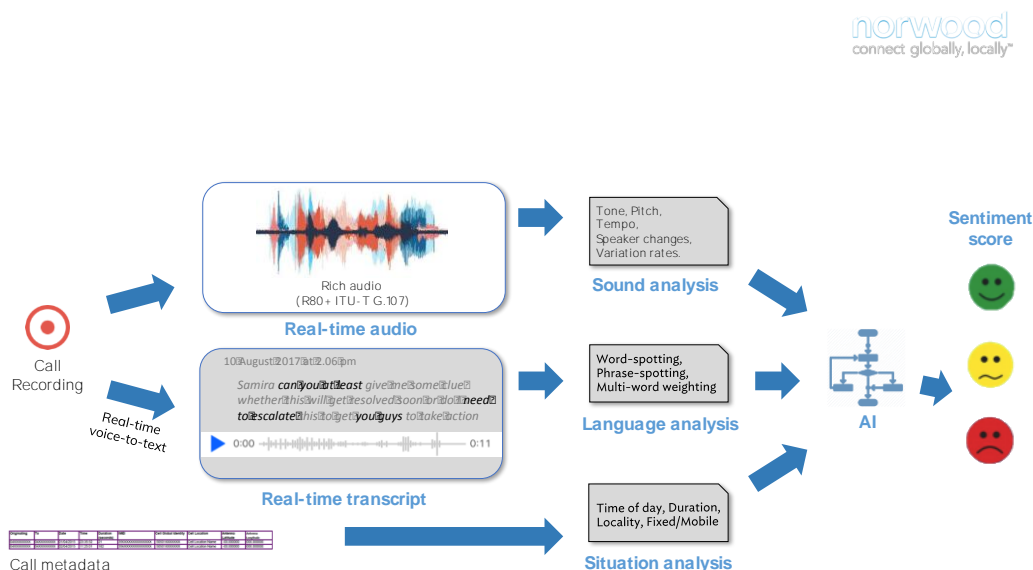 norwood
connect globally, locally™
Rich audio
(R80+ ITU-T G.107)
Real-time audio
Tone, Pitch,
Tempo,
Speaker changes,
Variation rates.
Sound analysis
Sentiment
score
Call
Recording
Real-time
voice-to-text
10 August 2017 at 2.06 pm
Samira can you at least give me some clue
whether this will get resolved soon or do I need
to escalate this to get you guys to take action
0:00
0:11
Real-time transcript
Word-spotting,
Phrase-spotting,
Multi-word weighting
Language analysis
AI
Time of day, Duration,
Locality, Fixed/Mobile
Situation analysis
Call metadata